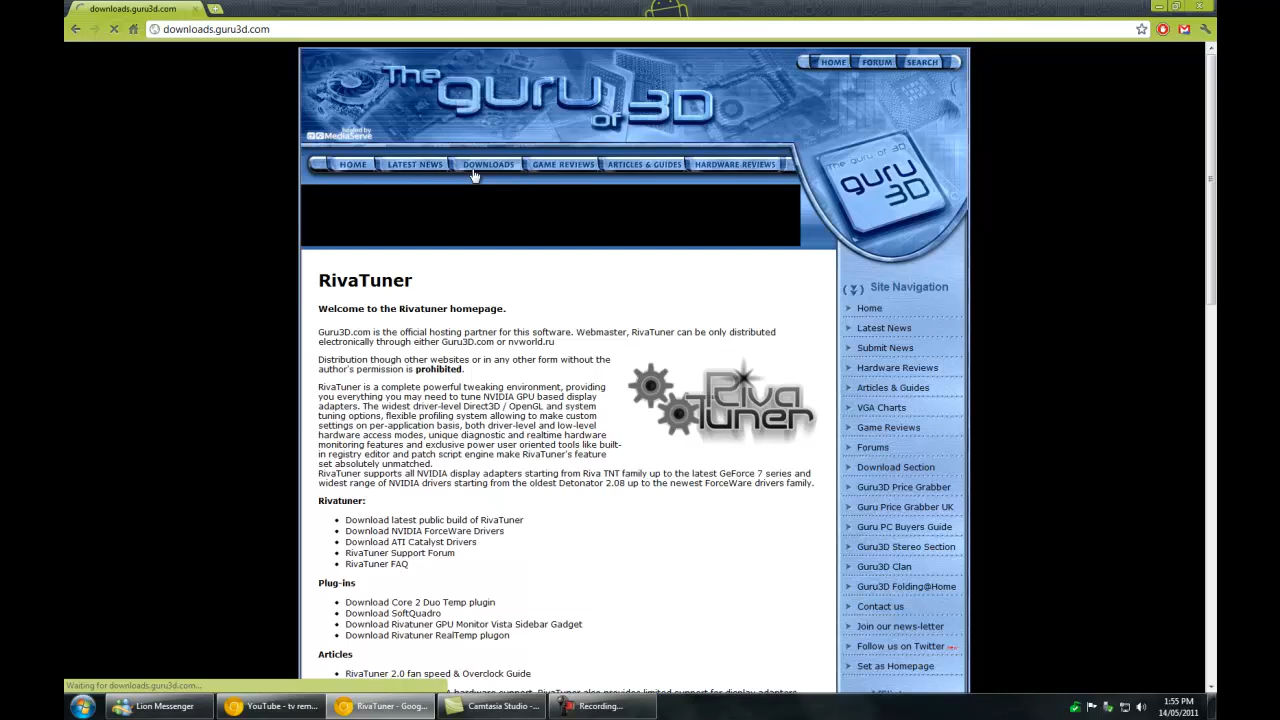 downloads.guru3d.com
downloads.guru3d.com
HOME FORUM SEARCH
The guru of 3D
hosted by
MediaServe
HOME LATEST NEWS DOWNLOADS GAME REVIEWS ARTICLES & GUIDES HARDWARE REVIEWS
the guru of 3D
guru
3D
RivaTuner
Welcome to the Rivatuner homepage.
Guru3D.com is the official hosting partner for this software. Webmaster, RivaTuner can be only distributed
electronically through either Guru3D.com or nvworld.ru
Distribution though other websites or in any other form without the
author's permission is prohibited.
RivaTuner is a complete powerful tweaking environment, providing
you everything you may need to tune NVIDIA GPU based display
adapters. The widest driver-level Direct3D / OpenGL and system
tuning options, flexible profiling system allowing to make custom
settings on per-application basis, both driver-level and low-level
hardware access modes, unique diagnostic and realtime hardware
monitoring features and exclusive power user oriented tools like built-
in registry editor and patch script engine make RivaTuner's feature
set absolutely unmatched.
RivaTuner supports all NVIDIA display adapters starting from Riva TNT family up to the latest GeForce 7 series and
widest range of NVIDIA drivers starting from the oldest Detonator 2.08 up to the newest ForceWare drivers family.
Riva
Tuner
Rivatuner:
• Download latest public build of RivaTuner
• Download NVIDIA ForceWare Drivers
• Download ATI Catalyst Drivers
• RivaTuner Support Forum
• RivaTuner FAQ
Plug-ins
• Download Core 2 Duo Temp plugin
• Download SoftQuadro
• Download Rivatuner GPU Monitor Vista Sidebar Gadget
• Download Rivatuner RealTemp plugon
Articles
• RivaTuner 2.0 fan speed & Overclock Guide
Site Navigation
Home
Latest News
Submit News
Hardware Reviews
Articles & Guides
VGA Charts
Game Reviews
Forums
Download Section
Guru3D Price Grabber
Guru Price Grabber UK
Guru PC Buyers Guide
Guru3D Stereo Section
Guru3D Clan
Guru3D Folding@Home
Contact us
Join our news-letter
Follow us on Twitter
Set as Homepage
Waiting for downloads.guru3d.com...
Lion Messenger
YouTube - tv rem...
RivaTuner - Goog...
Camtasia Studio -...
Recording...
1:55 PM
14/05/2011